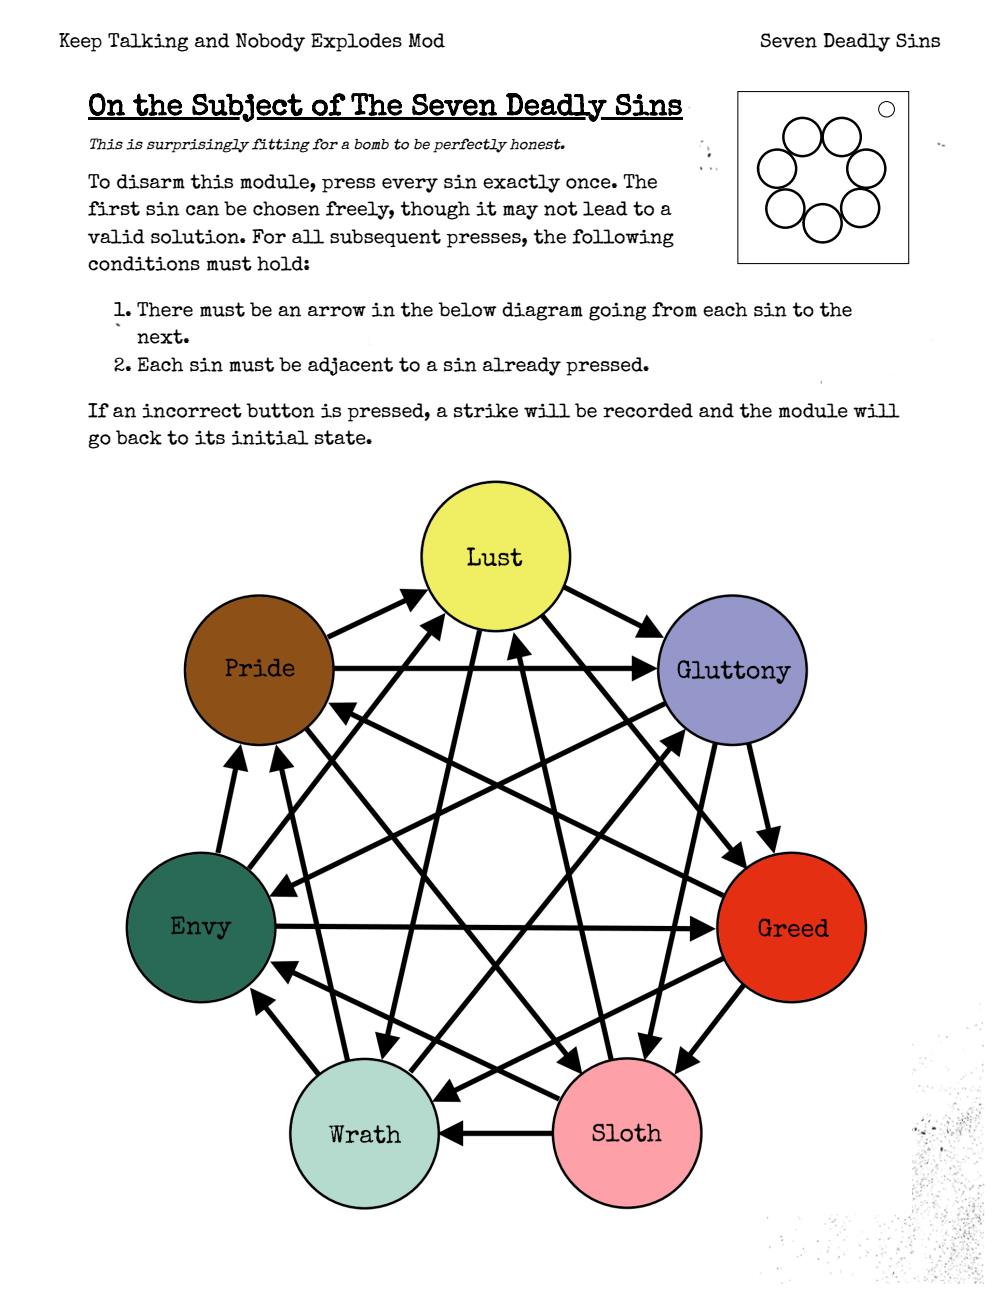 Keep Talking and Nobody Explodes Mod
Seven Deadly Sins
On the Subject of The Seven Deadly Sins
This is surprisingly fitting for a bomb to be perfectly honest.
To disarm this module, press every sin exactly once. The
first sin can be chosen freely, though it may not lead to a
valid solution. For all subsequent presses, the following
conditions must hold:
1. There must be an arrow in the below diagram going from each sin to the
next.
2. Each sin must be adjacent to a sin already pressed.
If an incorrect button is pressed, a strike will be recorded and the module will
go back to its initial state.
Lust
Pride
Gluttony
Envy
Greed
Wrath
Sloth